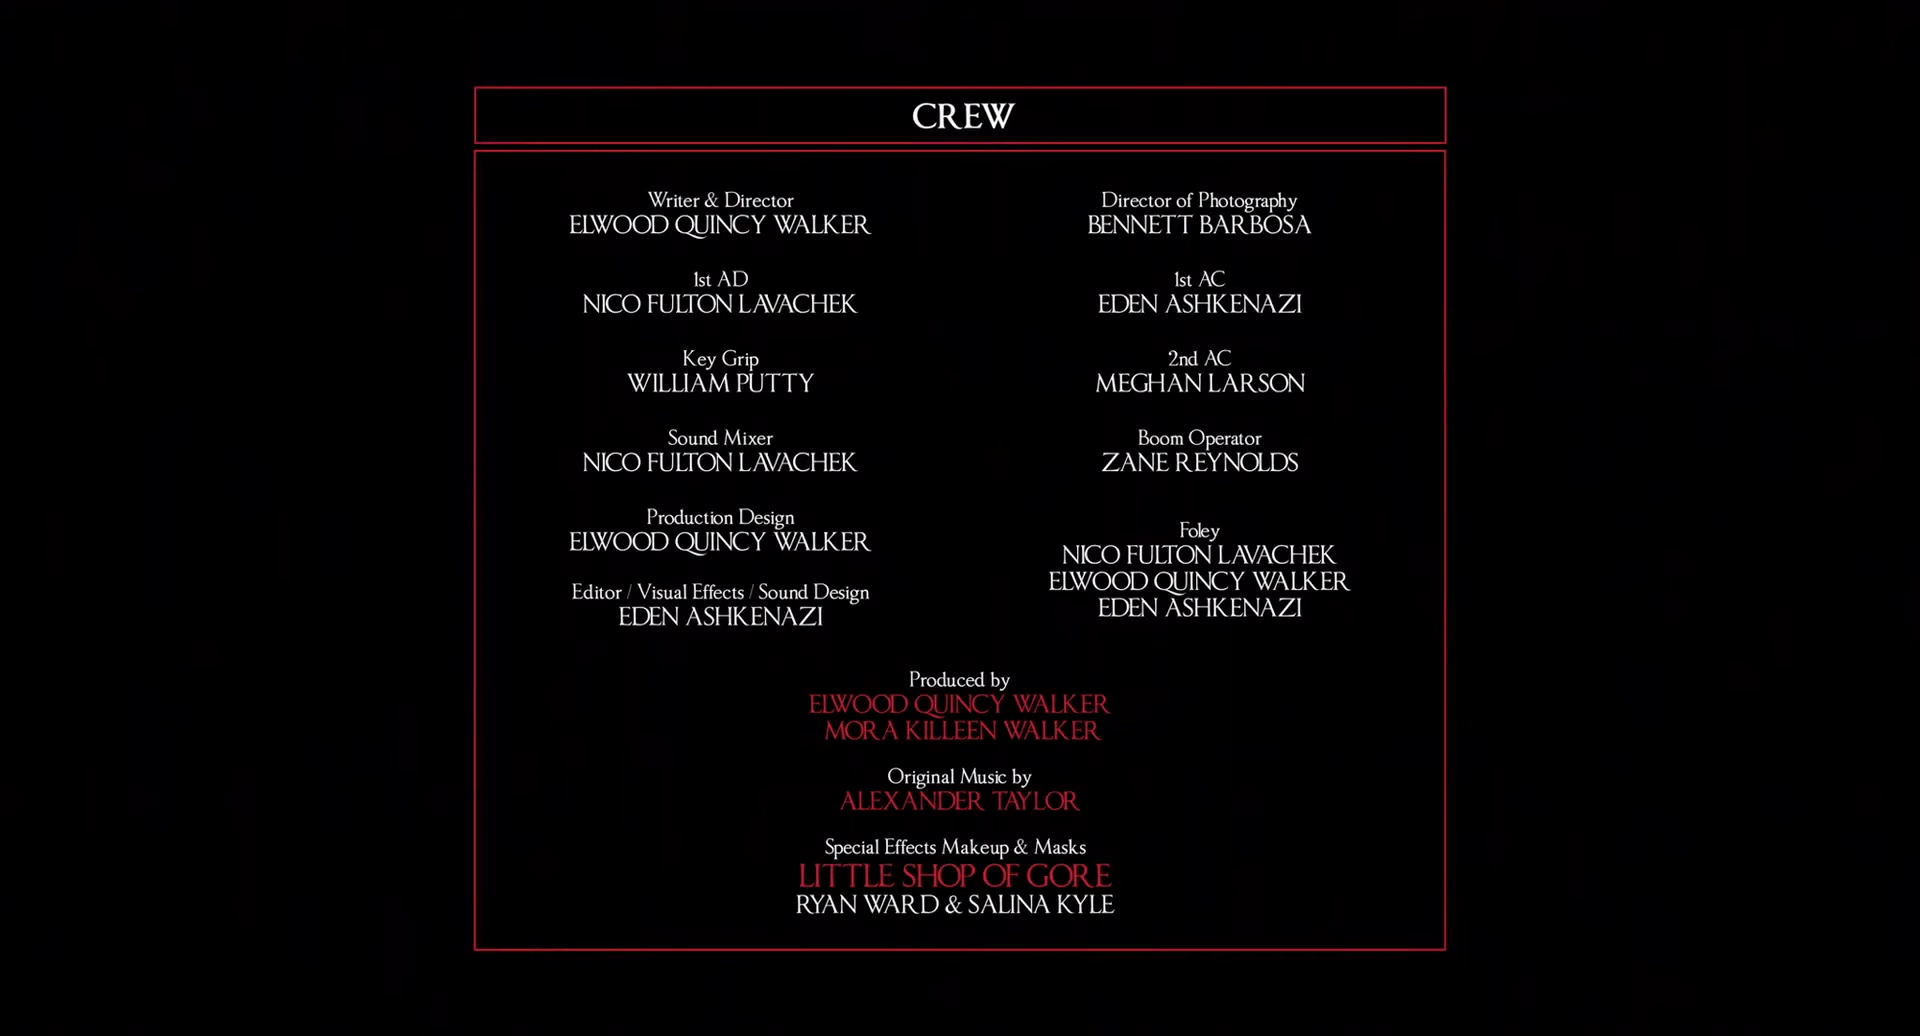 CREW
Writer & Director
ELWOOD QUINCY WALKER
1st AD
NICO FULTON LAVACHEK
Key Grip
WILLIAM PUTTY
Sound Mixer
NICO FULTON LAVACHEK
Production Design
ELWOOD QUINCY WALKER
Editor / Visual Effects / Sound Design
EDEN ASHKENAZI
Director of Photography
BENNETT BARBOSA
1st AC
EDEN ASHKENAZI
2nd AC
MEGHAN LARSON
Boom Operator
ZANE REYNOLDS
Foley
NICO FULTON LAVACHEK
ELWOOD QUINCY WALKER
EDEN ASHKENAZI
Produced by
ELWOOD QUINCY WALKER
MORA KILLEEN WALKER
Original Music by
ALEXANDER TAYLOR
Special Effects Makeup & Masks
LITTLE SHOP OF GORE
RYAN WARD & SALINA KYLE